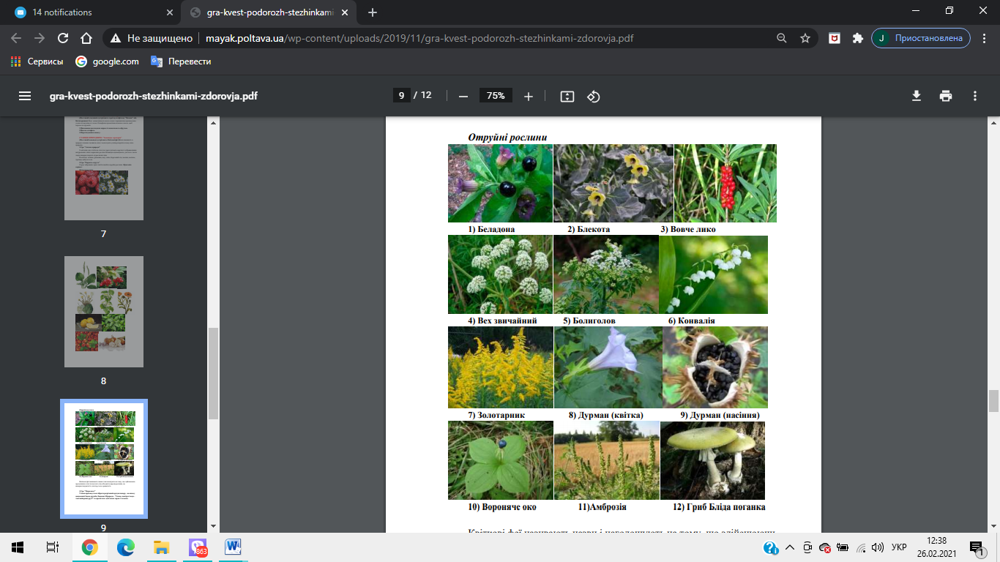 14 notifications
gra-kvest-podorozh-stezhinkami
Не защищено
mayak.poltava.ua/wp-content/uploads/2019/11/gra-kvest-podorozh-stezhinkami-zdorovja.pdf
J Приостановлена
Сервисы google.com Перевести
gra-kvest-podorozh-stezhinkami-zdorovja.pdf
9 / 12
75%
7
8
9
Отруйні рослини
1) Беладона 2) Блекота 3) Вовче лико
4) Вех звичайний 5) Болиголов 6) Конвалія
7) Золотарник 8) Дурман (квітка) 9) Дурман (насіння)
10) Вороняче око 11)Амброзія 12) Гриб Бліда поганка
863
УКР
12:38
26.02.2021
1